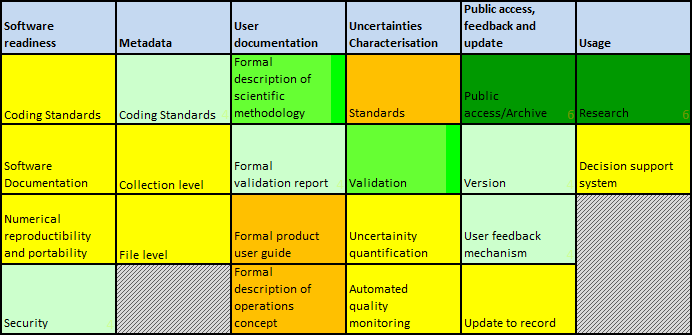 Software
readiness
Metadata
User
documentation
Uncertainties
Characterisation
Public access,
feedback and
update
Usage
Coding Standards
Coding Standards
Formal
description of
scientific
methodology
Standards
Public
access/Archive 6
Research 6
Software
Documentation
Collection level
Formal
validation report
Validation
Version
Decision support
system
Numerical
reproductibility
and portability
File level
Formal product
user guide
Uncertainity
quantification
User feedback
mechanism
Security
Formal
description of
operations
concept
Automated
quality
monitoring
Update to record